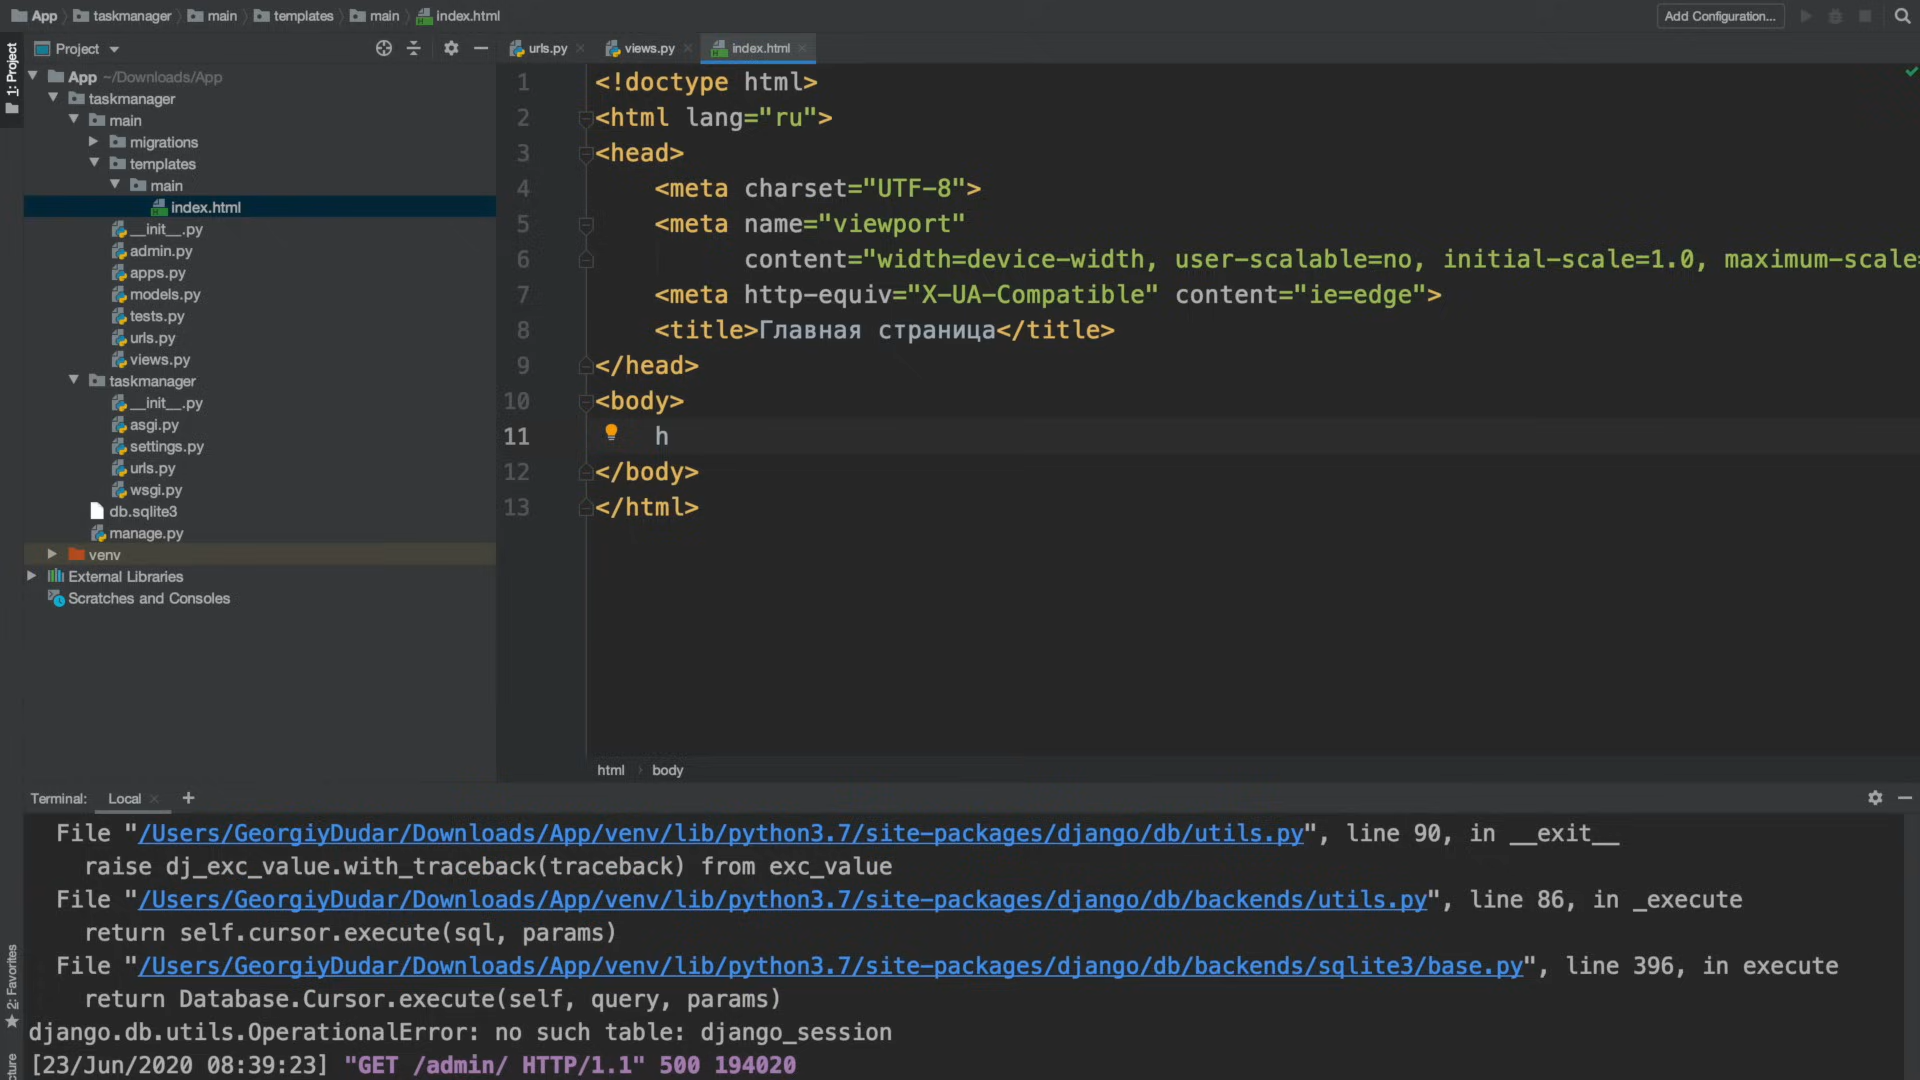 App taskmanager main templates main index.html Add Configuration...
1: Project
Project
urls.py views.py index.html
App ~/Downloads/App
taskmanager
main
migrations
templates
main
index.html
__init__.py
admin.py
apps.py
models.py
tests.py
urls.py
views.py
taskmanager
__init__.py
asgi.py
settings.py
urls.py
wsgi.py
db.sqlite3
manage.py
venv
External Libraries
Scratches and Consoles
1 <!doctype html>
2 <html lang="ru">
3 <head>
4 <meta charset="UTF-8">
5 <meta name="viewport"
6 content="width=device-width, user-scalable=no, initial-scale=1.0, maximum-scale=
7 <meta http-equiv="X-UA-Compatible" content="ie=edge">
8 <title>Главная страница</title>
9 </head>
10 <body>
11 h
12 </body>
13 </html>
html body
Terminal: Local +
File "/Users/GeorgiyDudar/Downloads/App/venv/lib/python3.7/site-packages/django/db/utils.py", line 90, in __exit__
raise dj_exc_value.with_traceback(traceback) from exc_value
File "/Users/GeorgiyDudar/Downloads/App/venv/lib/python3.7/site-packages/django/db/backends/utils.py", line 86, in _execute
return self.cursor.execute(sql, params)
File "/Users/GeorgiyDudar/Downloads/App/venv/lib/python3.7/site-packages/django/db/backends/sqlite3/base.py", line 396, in execute
return Database.Cursor.execute(self, query, params)
django.db.utils.OperationalError: no such table: django_session
[23/Jun/2020 08:39:23] "GET /admin/ HTTP/1.1" 500 194020
2: Favorites